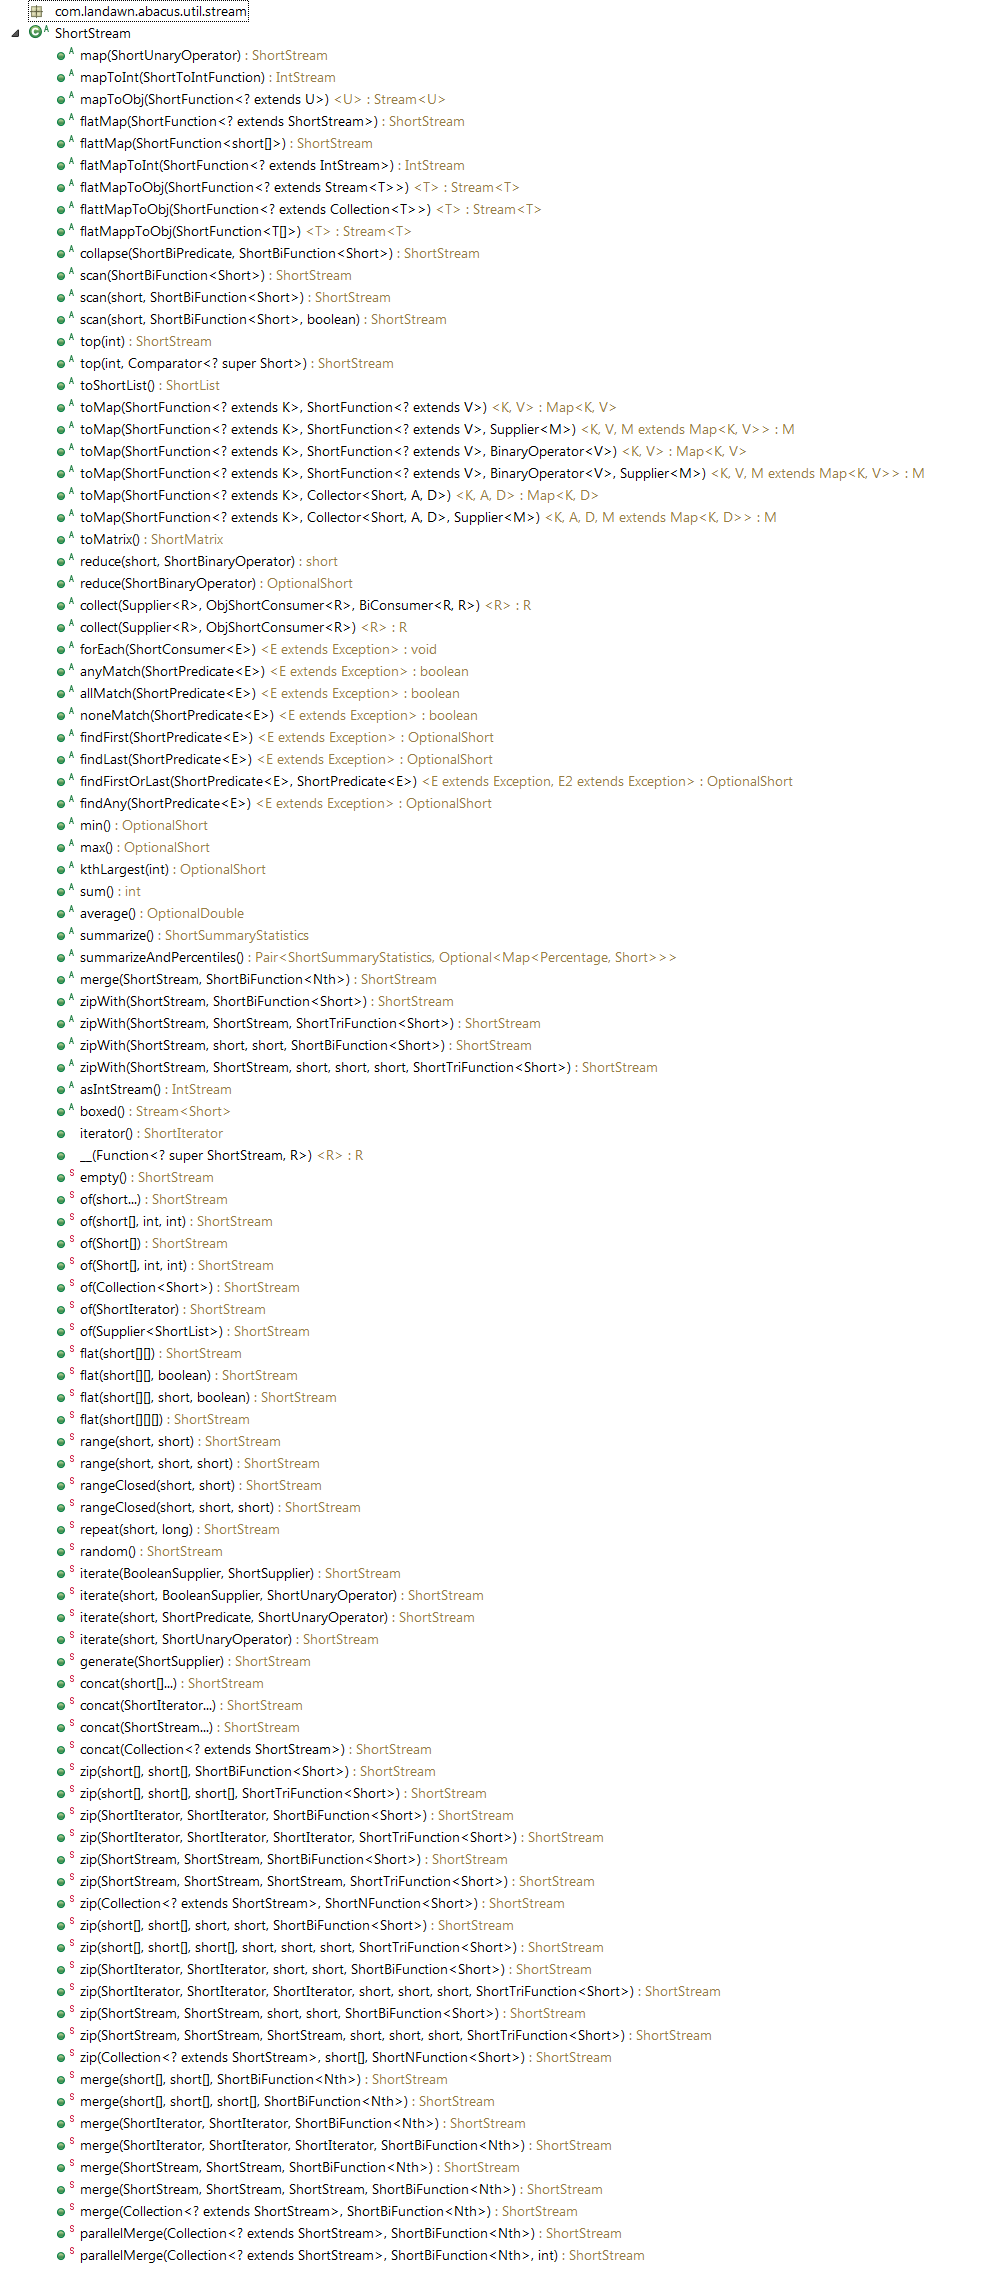 com.landawn.abacus.util.stream
C A ShortStream
A map(ShortUnaryOperator) : ShortStream
A mapToInt(ShortToIntFunction) : IntStream
A mapToObj(ShortFunction<? extends U>) <U> : Stream<U>
A flatMap(ShortFunction<? extends ShortStream>) : ShortStream
A flattMap(ShortFunction<short[]>) : ShortStream
A flatMapToInt(ShortFunction<? extends IntStream>) : IntStream
A flatMapToObj(ShortFunction<? extends Stream<T>>) <T> : Stream<T>
A flattMapToObj(ShortFunction<? extends Collection<T>>) <T> : Stream<T>
A flatMappToObj(ShortFunction<T[]>) <T> : Stream<T>
A collapse(ShortBiPredicate, ShortBiFunction<Short>) : ShortStream
A scan(ShortBiFunction<Short>) : ShortStream
A scan(short, ShortBiFunction<Short>) : ShortStream
A scan(short, ShortBiFunction<Short>, boolean) : ShortStream
A top(int) : ShortStream
A top(int, Comparator<? super Short>) : ShortStream
A toShortList() : ShortList
A toMap(ShortFunction<? extends K>, ShortFunction<? extends V>) <K, V> : Map<K, V>
A toMap(ShortFunction<? extends K>, ShortFunction<? extends V>, Supplier<M>) <K, V, M extends Map<K, V>> : M
A toMap(ShortFunction<? extends K>, ShortFunction<? extends V>, BinaryOperator<V>) <K, V> : Map<K, V>
A toMap(ShortFunction<? extends K>, ShortFunction<? extends V>, BinaryOperator<V>, Supplier<M>) <K, V, M extends Map<K, V>> : M
A toMap(ShortFunction<? extends K>, Collector<Short, A, D>) <K, A, D> : Map<K, D>
A toMap(ShortFunction<? extends K>, Collector<Short, A, D>, Supplier<M>) <K, A, D, M extends Map<K, D>> : M
A toMatrix() : ShortMatrix
A reduce(short, ShortBinaryOperator) : short
A reduce(ShortBinaryOperator) : OptionalShort
A collect(Supplier<R>, ObjShortConsumer<R>, BiConsumer<R, R>) <R> : R
A collect(Supplier<R>, ObjShortConsumer<R>) <R> : R
A forEach(ShortConsumer<E>) <E extends Exception> : void
A anyMatch(ShortPredicate<E>) <E extends Exception> : boolean
A allMatch(ShortPredicate<E>) <E extends Exception> : boolean
A noneMatch(ShortPredicate<E>) <E extends Exception> : boolean
A findFirst(ShortPredicate<E>) <E extends Exception> : OptionalShort
A findLast(ShortPredicate<E>) <E extends Exception> : OptionalShort
A findFirstOrLast(ShortPredicate<E>, ShortPredicate<E>) <E extends Exception, E2 extends Exception> : OptionalShort
A findAny(ShortPredicate<E>) <E extends Exception> : OptionalShort
A min() : OptionalShort
A max() : OptionalShort
A kthLargest(int) : OptionalShort
A sum() : int
A average() : OptionalDouble
A summarize() : ShortSummaryStatistics
A summarizeAndPercentiles() : Pair<ShortSummaryStatistics, Optional<Map<Percentage, Short>>>
A merge(ShortStream, ShortBiFunction<Nth>) : ShortStream
A zipWith(ShortStream, ShortBiFunction<Short>) : ShortStream
A zipWith(ShortStream, ShortStream, ShortTriFunction<Short>) : ShortStream
A zipWith(ShortStream, short, short, ShortBiFunction<Short>) : ShortStream
A zipWith(ShortStream, ShortStream, short, short, short, ShortTriFunction<Short>) : ShortStream
A asIntStream() : IntStream
A boxed() : Stream<Short>
iterator() : ShortIterator
__(Function<? super ShortStream, R>) <R> : R
S empty() : ShortStream
S of(short...) : ShortStream
S of(short[], int, int) : ShortStream
S of(Short[]) : ShortStream
S of(Short[], int, int) : ShortStream
S of(Collection<Short>) : ShortStream
S of(ShortIterator) : ShortStream
S of(Supplier<ShortList>) : ShortStream
S flat(short[][]) : ShortStream
S flat(short[][], boolean) : ShortStream
S flat(short[][], short, boolean) : ShortStream
S flat(short[][][]) : ShortStream
S range(short, short) : ShortStream
S range(short, short, short) : ShortStream
S rangeClosed(short, short) : ShortStream
S rangeClosed(short, short, short) : ShortStream
S repeat(short, long) : ShortStream
S random() : ShortStream
S iterate(BooleanSupplier, ShortSupplier) : ShortStream
S iterate(short, BooleanSupplier, ShortUnaryOperator) : ShortStream
S iterate(short, ShortPredicate, ShortUnaryOperator) : ShortStream
S iterate(short, ShortUnaryOperator) : ShortStream
S generate(ShortSupplier) : ShortStream
S concat(short[]...) : ShortStream
S concat(ShortIterator...) : ShortStream
S concat(ShortStream...) : ShortStream
S concat(Collection<? extends ShortStream>) : ShortStream
S zip(short[], short[], ShortBiFunction<Short>) : ShortStream
S zip(short[], short[], short[], ShortTriFunction<Short>) : ShortStream
S zip(ShortIterator, ShortIterator, ShortBiFunction<Short>) : ShortStream
S zip(ShortIterator, ShortIterator, ShortIterator, ShortTriFunction<Short>) : ShortStream
S zip(ShortStream, ShortStream, ShortBiFunction<Short>) : ShortStream
S zip(ShortStream, ShortStream, ShortStream, ShortTriFunction<Short>) : ShortStream
S zip(Collection<? extends ShortStream>, ShortNFunction<Short>) : ShortStream
S zip(short[], short[], short, short, ShortBiFunction<Short>) : ShortStream
S zip(short[], short[], short[], short, short, short, ShortTriFunction<Short>) : ShortStream
S zip(ShortIterator, ShortIterator, short, short, ShortBiFunction<Short>) : ShortStream
S zip(ShortIterator, ShortIterator, ShortIterator, short, short, short, ShortTriFunction<Short>) : ShortStream
S zip(ShortStream, ShortStream, short, short, ShortBiFunction<Short>) : ShortStream
S zip(ShortStream, ShortStream, ShortStream, short, short, short, ShortTriFunction<Short>) : ShortStream
S zip(Collection<? extends ShortStream>, short[], ShortNFunction<Short>) : ShortStream
S merge(short[], short[], ShortBiFunction<Nth>) : ShortStream
S merge(short[], short[], short[], ShortBiFunction<Nth>) : ShortStream
S merge(ShortIterator, ShortIterator, ShortBiFunction<Nth>) : ShortStream
S merge(ShortIterator, ShortIterator, ShortIterator, ShortBiFunction<Nth>) : ShortStream
S merge(ShortStream, ShortStream, ShortBiFunction<Nth>) : ShortStream
S merge(ShortStream, ShortStream, ShortStream, ShortBiFunction<Nth>) : ShortStream
S merge(Collection<? extends ShortStream>, ShortBiFunction<Nth>) : ShortStream
S parallelMerge(Collection<? extends ShortStream>, ShortBiFunction<Nth>) : ShortStream
S parallelMerge(Collection<? extends ShortStream>, ShortBiFunction<Nth>, int) : ShortStream